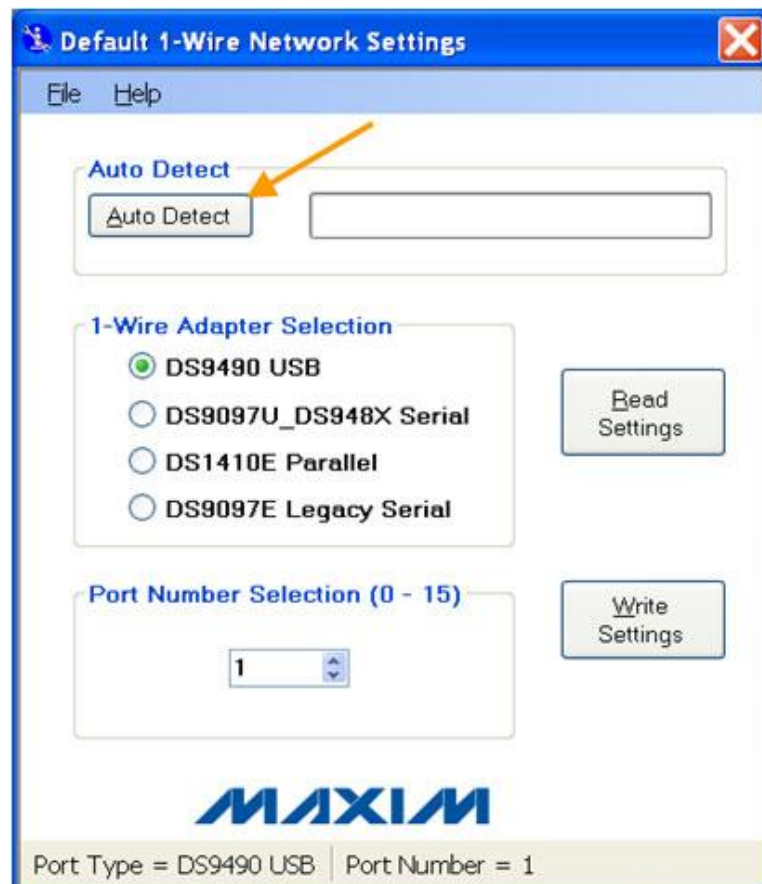 Default 1-Wire Network Settings
File Help
Auto Detect
Auto Detect
1-Wire Adapter Selection
DS9490 USB
DS9097U_DS948X Serial
DS1410E Parallel
DS9097E Legacy Serial
Read
Settings
Port Number Selection (0 - 15)
1
Write
Settings
MAXIM
Port Type = DS9490 USB Port Number = 1